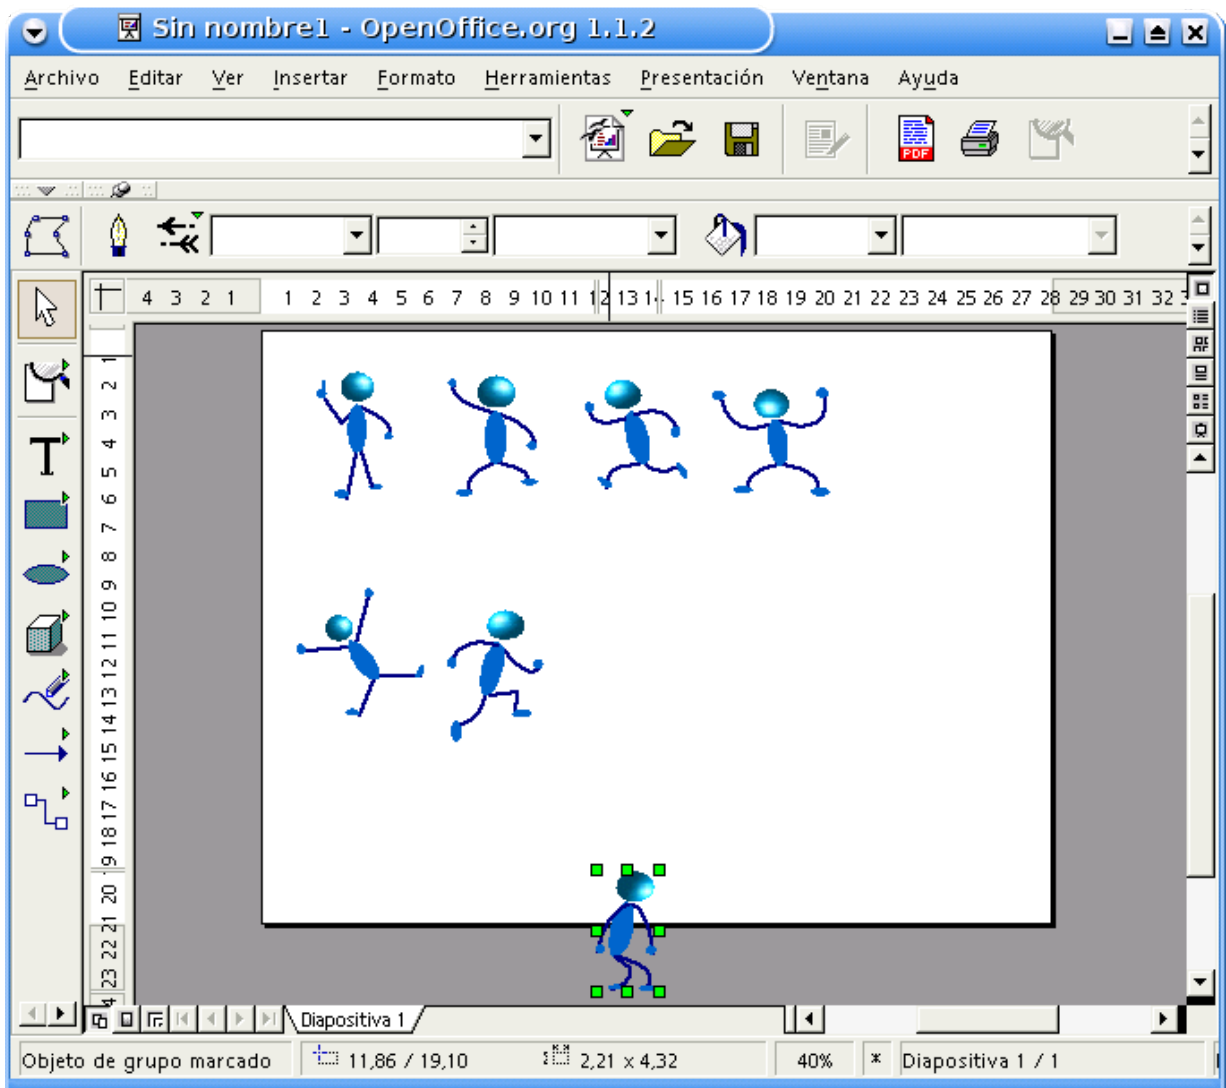 Sin nombre1 - OpenOffice.org 1.1.2
Archivo Editar Ver Insertar Formato Herramientas Presentación Ventana Ayuda
PDF
T
4 3 2 1 1 2 3 4 5 6 7 8 9 10 11 12 13 14 15 16 17 18 19 20 21 22 23 24 25 26 27 28 29 30 31 32
1 2 3 4 5 6 7 8 9 10 11 12 13 14 15 16 17 18 19 20 21 22 23
Diapositiva 1
Objeto de grupo marcado 11,86 / 19,10 2,21 x 4,32 40% * Diapositiva 1 / 1